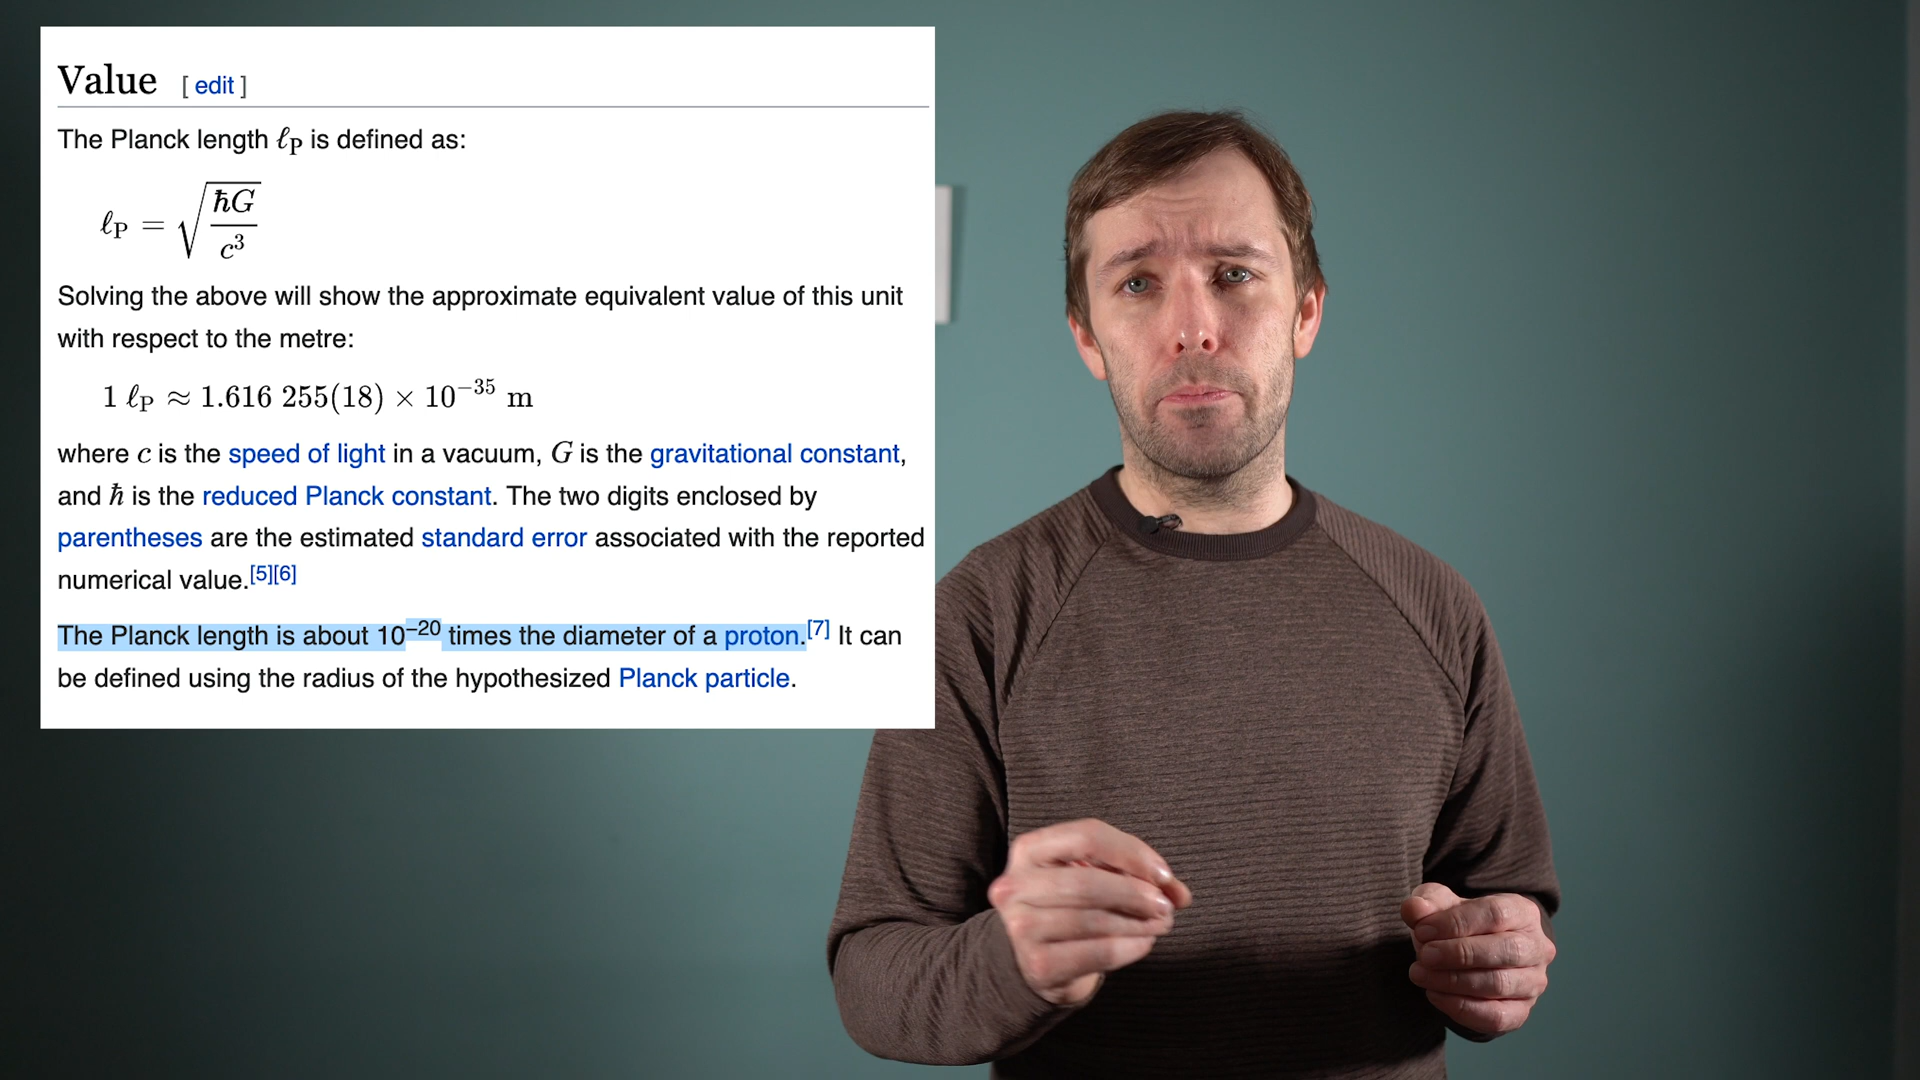 Value [ edit ]
The Planck length ℓP is defined as:
ℓP = √(ħG/c³)
Solving the above will show the approximate equivalent value of this unit
with respect to the metre:
1 ℓP ≈ 1.616 255(18) × 10⁻³⁵ m
where c is the speed of light in a vacuum, G is the gravitational constant,
and ħ is the reduced Planck constant. The two digits enclosed by
parentheses are the estimated standard error associated with the reported
numerical value.[5][6]
The Planck length is about 10⁻²⁰ times the diameter of a proton.[7] It can
be defined using the radius of the hypothesized Planck particle.